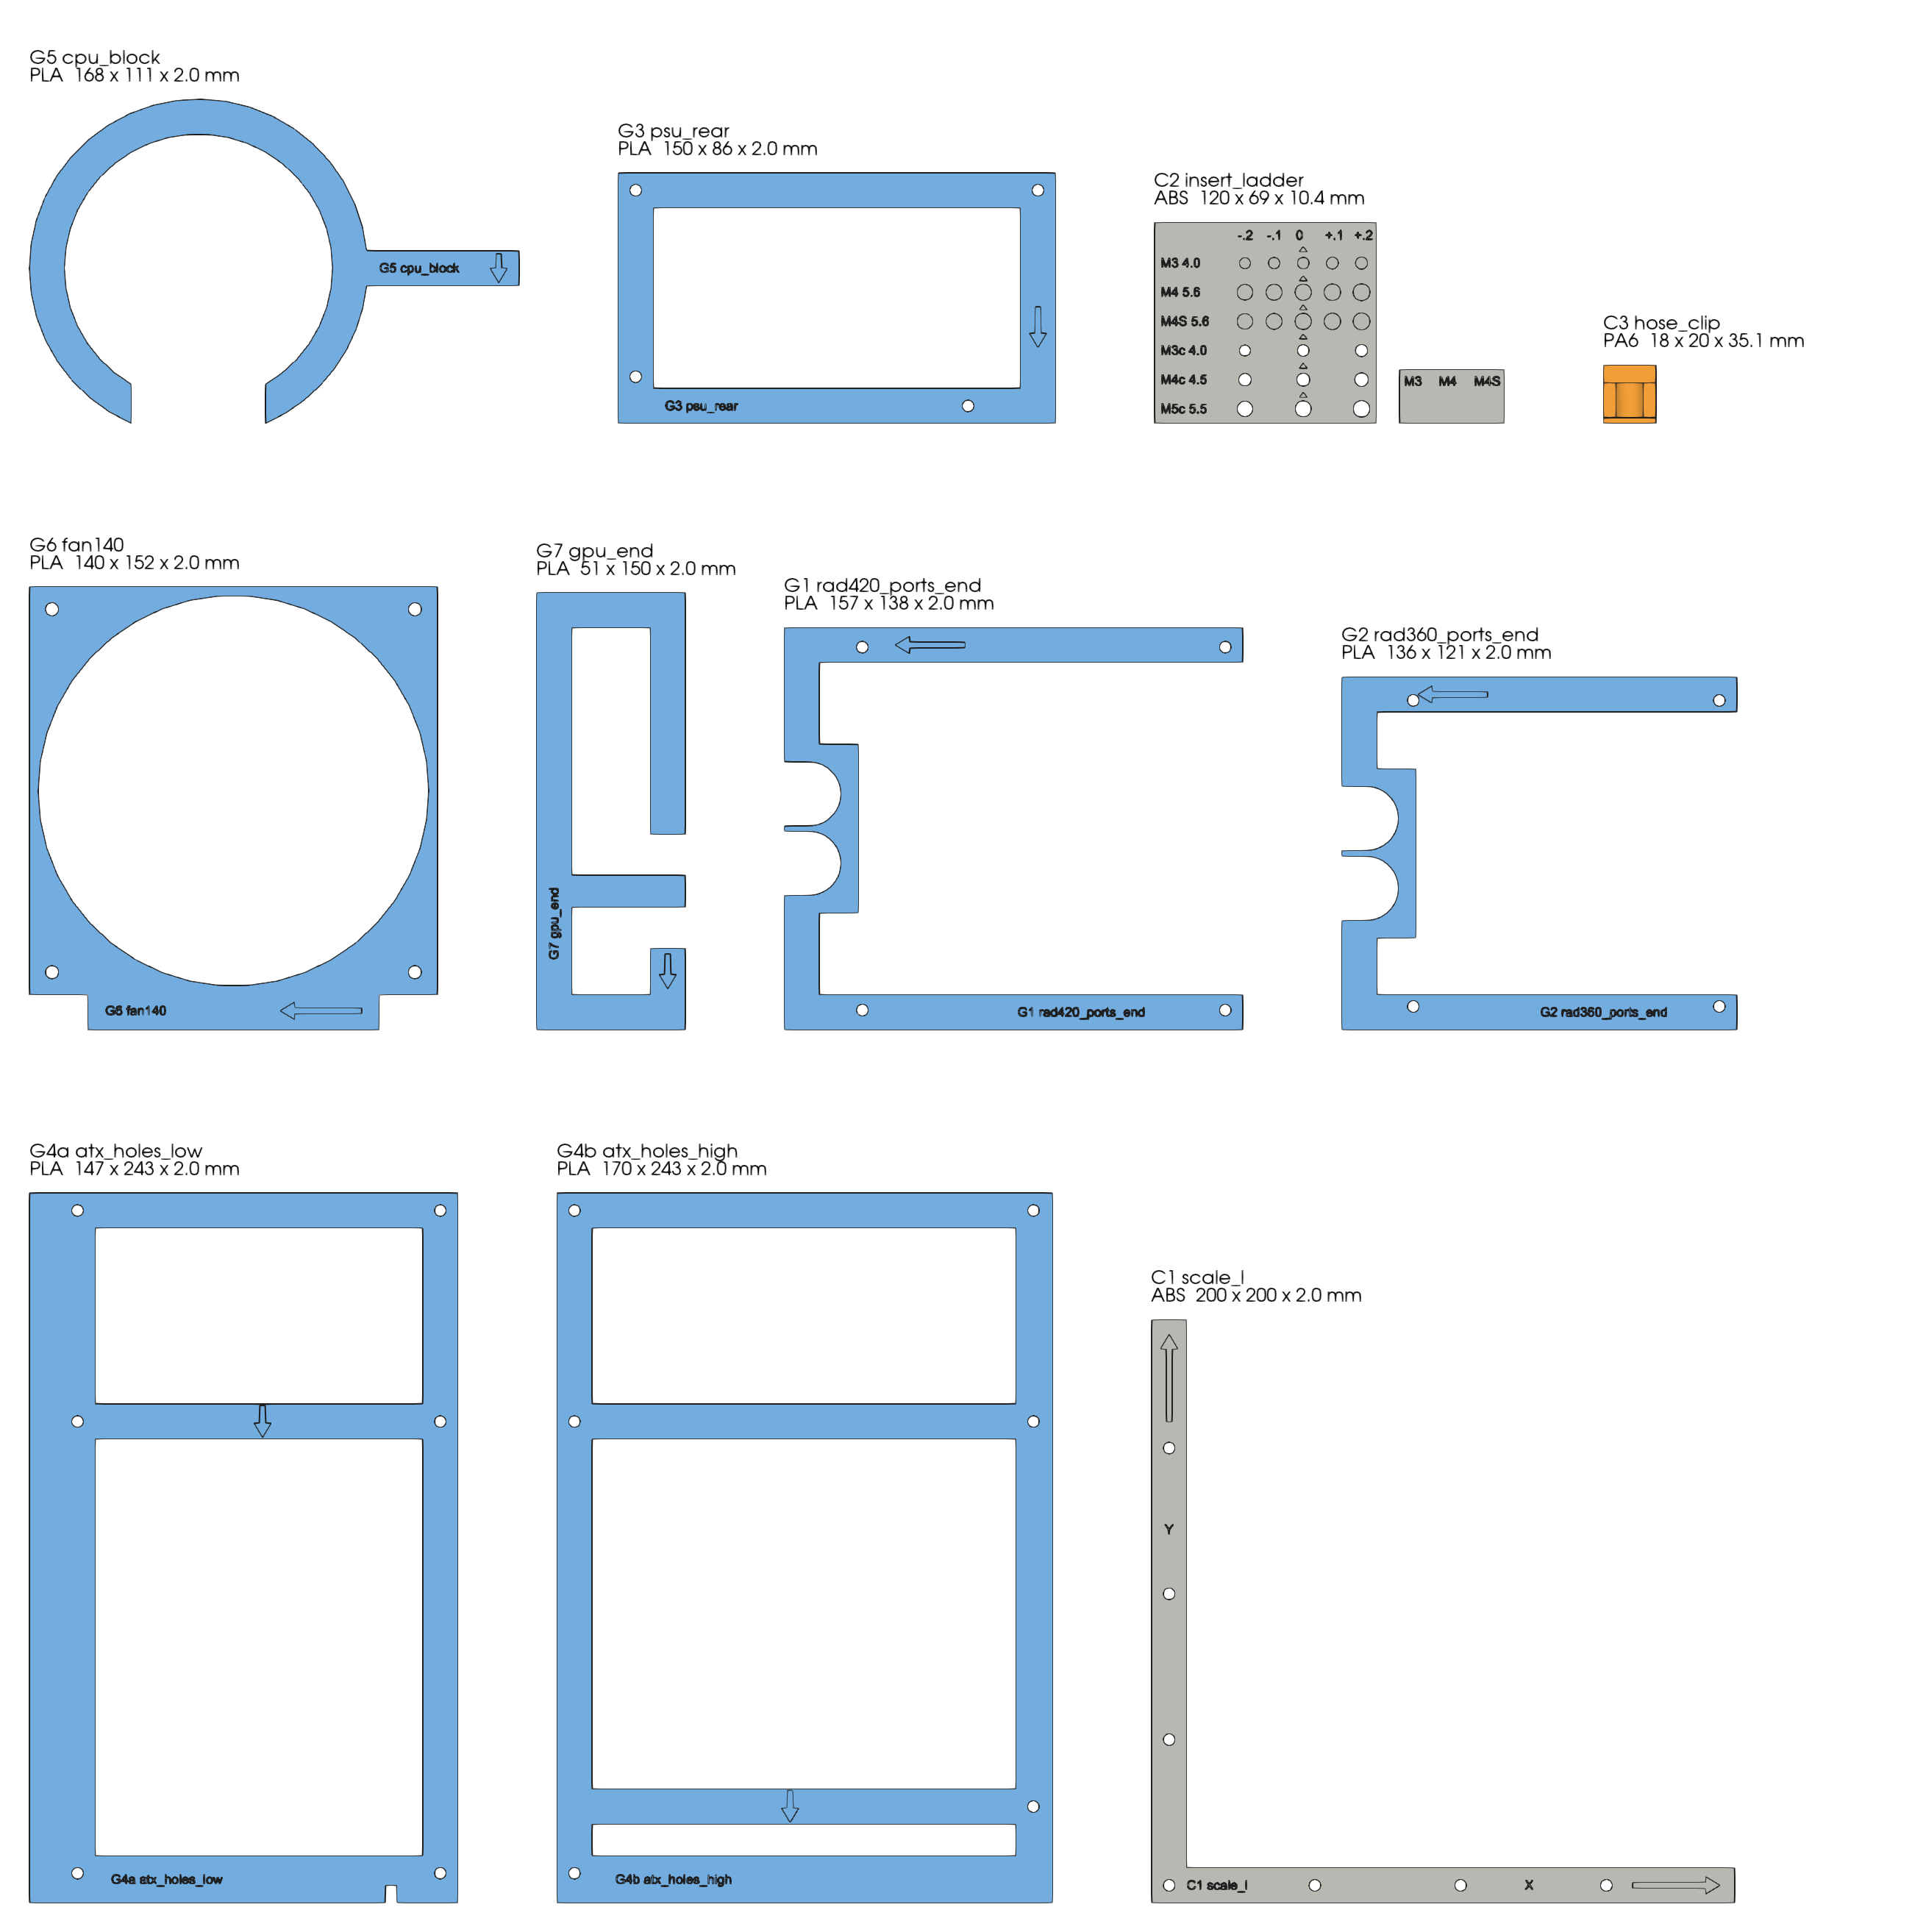 G5 cpu_block
PLA 168 x 111 x 2.0 mm
G5 cpu_block
G3 psu_rear
PLA 150 x 86 x 2.0 mm
G3 psu_rear
C2 insert_ladder
ABS 120 x 69 x 10.4 mm
-.2 -.1 0 +.1 +.2
M3 4.0
M4 5.6
M4S 5.6
M3c 4.0
M4c 4.5
M5c 5.5
M3 M4 M4S
C3 hose_clip
PA6 18 x 20 x 35.1 mm
G6 fan140
PLA 140 x 152 x 2.0 mm
G6 fan140
G7 gpu_end
PLA 51 x 150 x 2.0 mm
G7 gpu_end
G1 rad420_ports_end
PLA 157 x 138 x 2.0 mm
G1 rad420_ports_end
G2 rad360_ports_end
PLA 136 x 121 x 2.0 mm
G2 rad360_ports_end
G4a atx_holes_low
PLA 147 x 243 x 2.0 mm
G4a atx_holes_low
G4b atx_holes_high
PLA 170 x 243 x 2.0 mm
G4b atx_holes_high
C1 scale_l
ABS 200 x 200 x 2.0 mm
Y
C1 scale_l
X